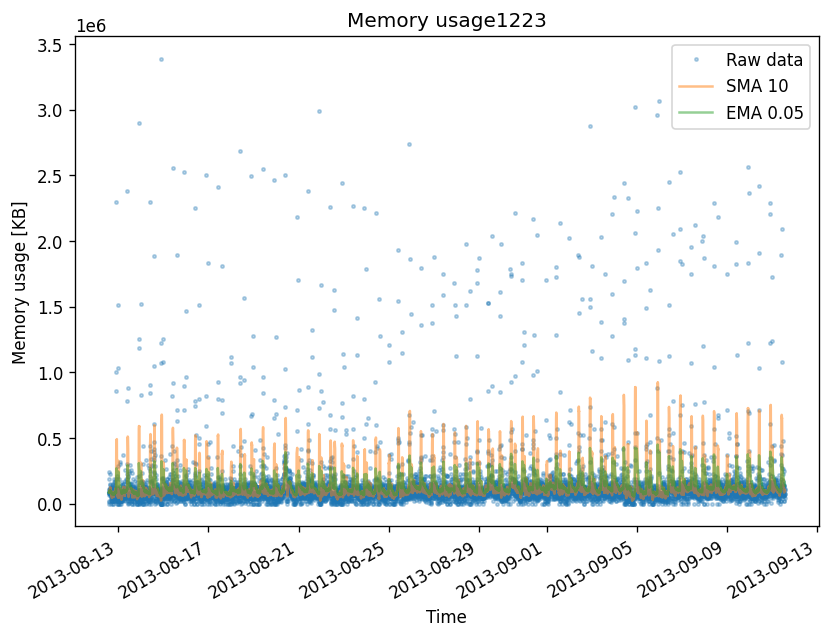 Memory usage1223
1e6
3.5
3.0
2.5
2.0
1.5
1.0
0.5
0.0
Memory usage [KB]
Raw data
SMA 10
EMA 0.05
2013-08-13
2013-08-17
2013-08-21
2013-08-25
2013-08-29
2013-09-01
2013-09-05
2013-09-09
2013-09-13
Time